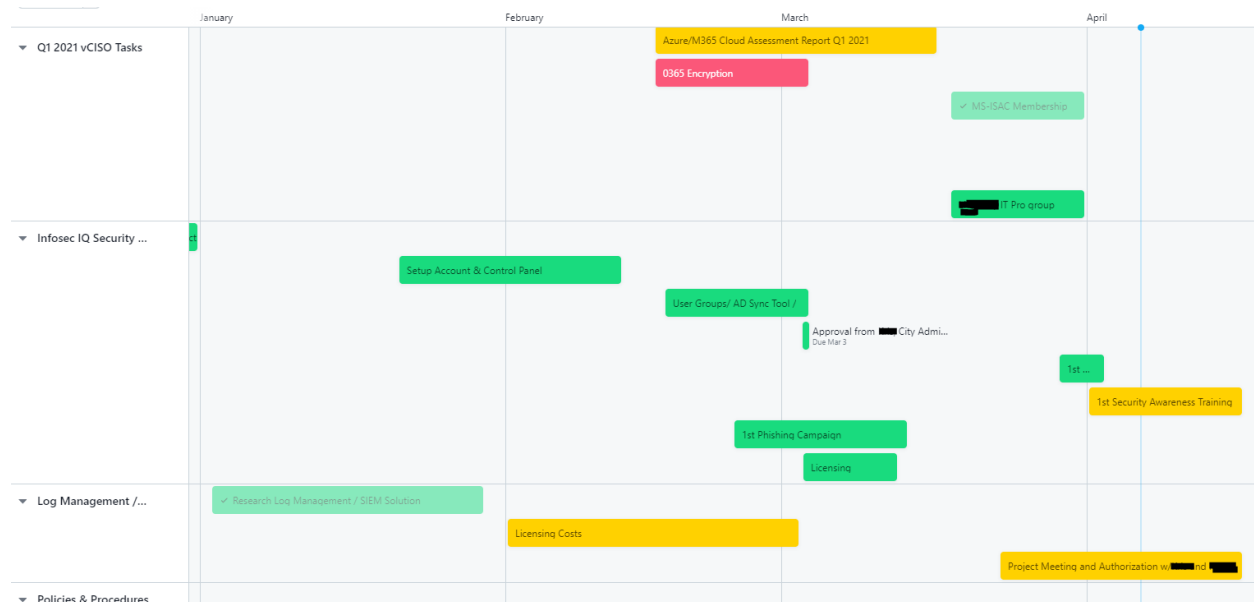 January
February
March
April
Q1 2021 vCISO Tasks
Azure/M365 Cloud Assessment Report Q1 2021
0365 Encryption
✓ MS-ISAC Membership
IT Pro group
Infosec IQ Security ...
ct
Setup Account & Control Panel
User Groups/ AD Sync Tool /
Approval from City Admi...
Due Mar 3
1st ...
1st Security Awareness Training
1st Phishing Campaign
Licensing
Log Management /...
✓ Research Log Management / SIEM Solution
Licensing Costs
Project Meeting and Authorization w/ nd
Policies & Procedures